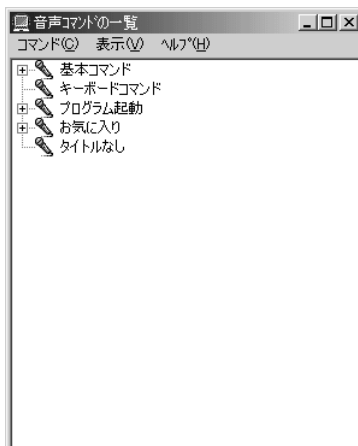 音声コマンドの一覧
コマンド(C) 表示(V) ﾍﾙﾌﾟ(H)
基本コマンド
キーボードコマンド
プログラム起動
お気に入り
タイトルなし